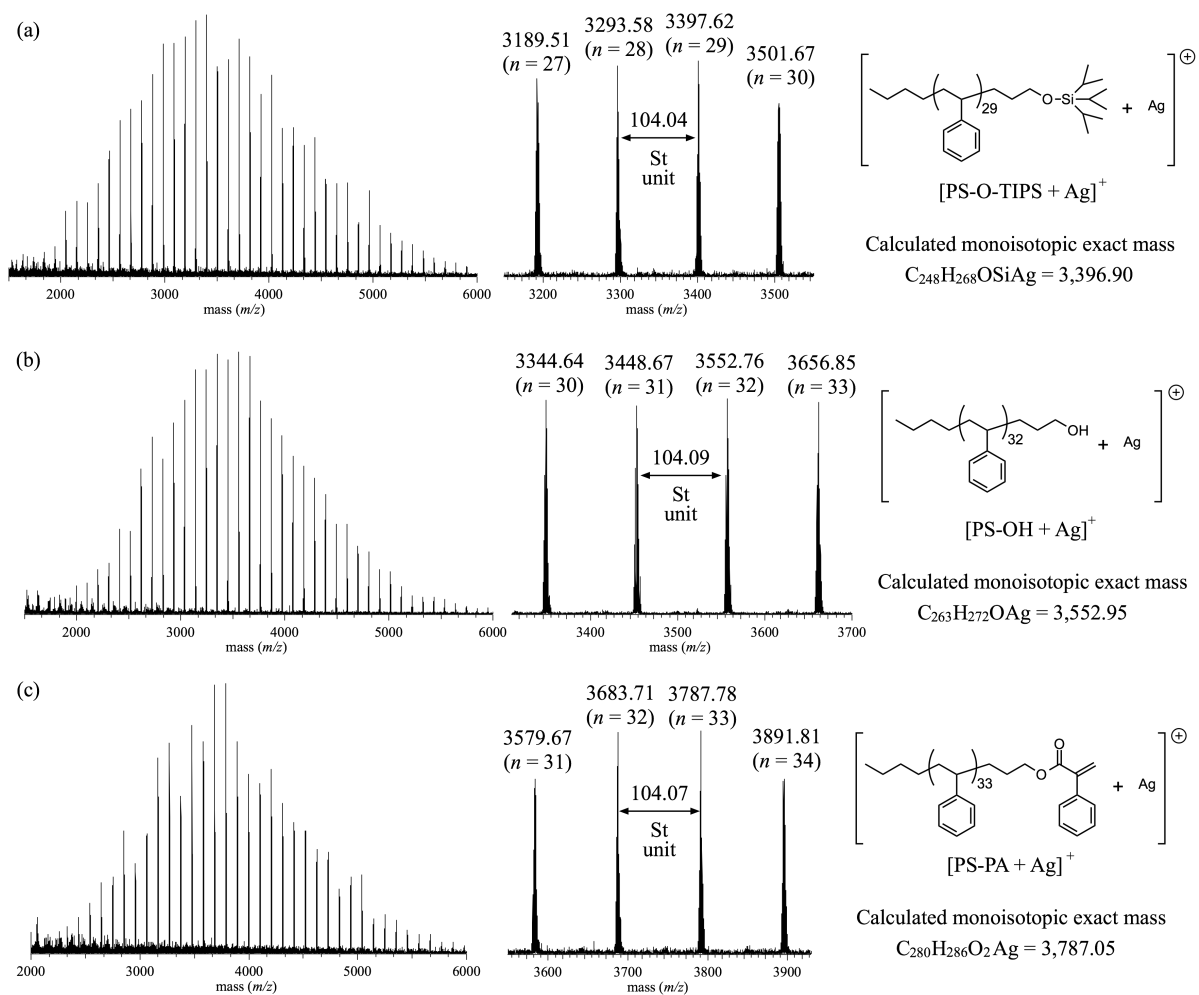 (a)
3189.51
(n = 27)
3293.58
(n = 28)
3397.62
(n = 29)
3501.67
(n = 30)
104.04
St
unit
2000 3000 4000 5000 6000
mass (m/z)
3200 3300 3400 3500
mass (m/z)
29
O Si
+ Ag
⊕
[PS-O-TIPS + Ag]⁺
Calculated monoisotopic exact mass
C₂₄₈H₂₆₈OSiAg = 3,396.90
(b)
3344.64
(n = 30)
3448.67
(n = 31)
3552.76
(n = 32)
3656.85
(n = 33)
104.09
St
unit
2000 3000 4000 5000 6000
mass (m/z)
3400 3500 3600 3700
mass (m/z)
32
OH
+ Ag
⊕
[PS-OH + Ag]⁺
Calculated monoisotopic exact mass
C₂₆₃H₂₇₂OAg = 3,552.95
(c)
3579.67
(n = 31)
3683.71
(n = 32)
3787.78
(n = 33)
3891.81
(n = 34)
104.07
St
unit
2000 3000 4000 5000 6000
mass (m/z)
3600 3700 3800 3900
mass (m/z)
33
O
O
+ Ag
⊕
[PS-PA + Ag]⁺
Calculated monoisotopic exact mass
C₂₈₀H₂₈₆O₂Ag = 3,787.05